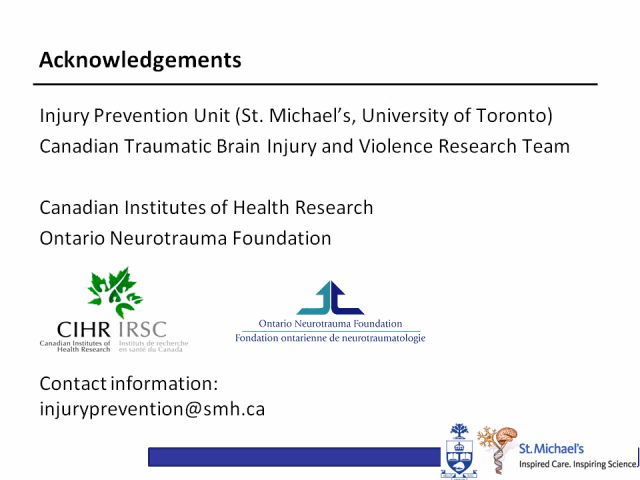 Acknowledgements
Injury Prevention Unit (St. Michael’s, University of Toronto)
Canadian Traumatic Brain Injury and Violence Research Team
Canadian Institutes of Health Research
Ontario Neurotrauma Foundation
CIHR IRSC
Canadian Institutes of Health Research
Instituts de recherche en santé du Canada
Ontario Neurotrauma Foundation
Fondation ontarienne de neurotraumatologie
Contact information:
injuryprevention@smh.ca
St. Michael's
Inspired Care. Inspiring Science